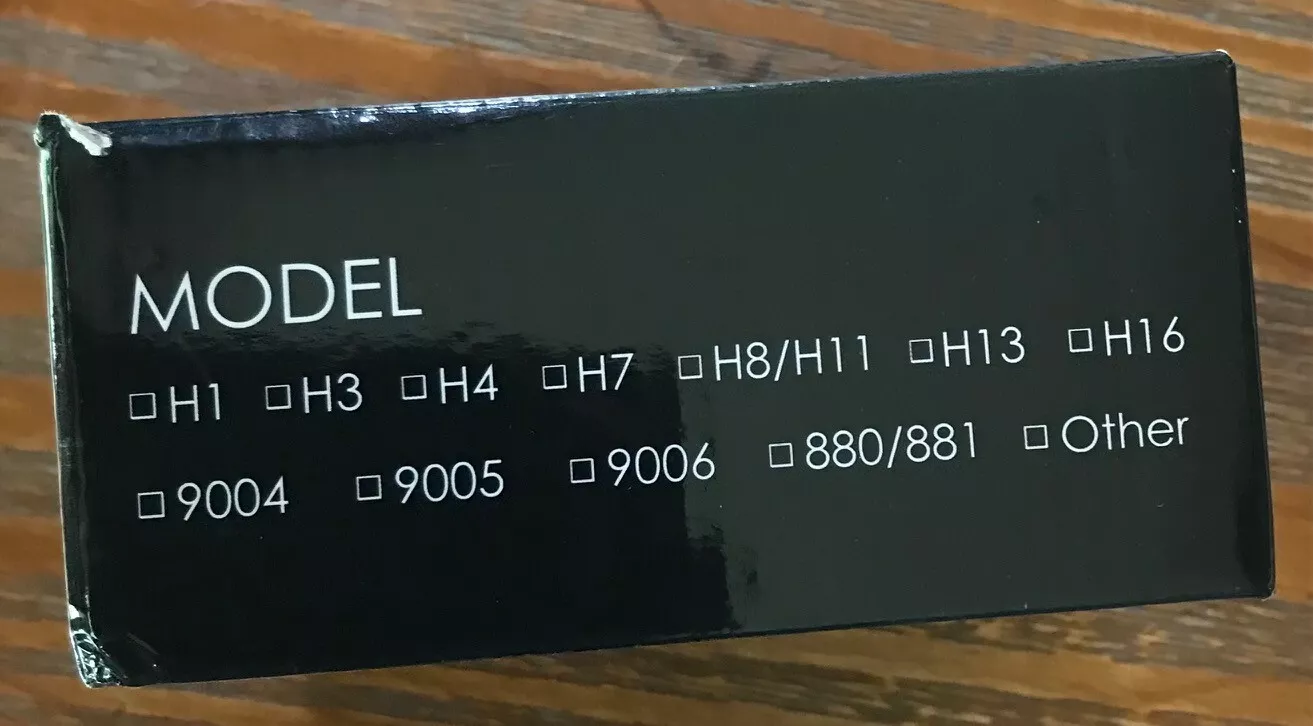 MODEL
□H1 □H3 □H4 □H7 □H8/H11 □H13 □H16
□9004 □9005 □9006 □880/881 □Other